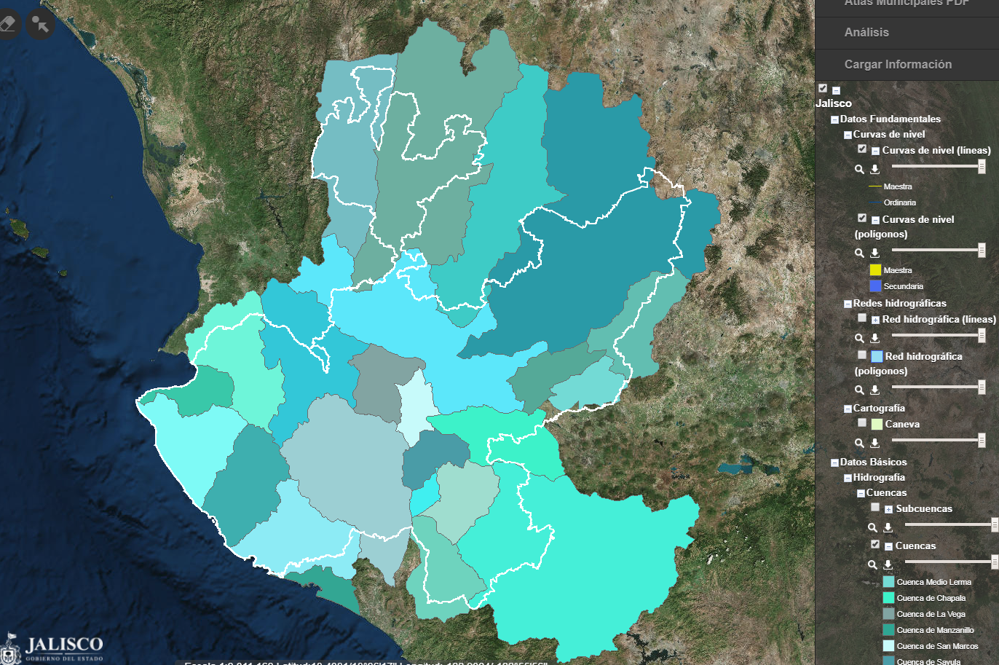 Atlas Municipales PDF
Análisis
Cargar Información
Jalisco
Datos Fundamentales
Curvas de nivel
Curvas de nivel (líneas)
Maestra
Ordinaria
Curvas de nivel
(polígonos)
Maestra
Secundaria
Redes hidrográficas
Red hidrográfica (líneas)
Red hidrográfica
(polígonos)
Cartografía
Caneva
Datos Básicos
Hidrografía
Cuencas
Subcuencas
Cuencas
Cuenca Medio Lerma
Cuenca de Chapala
Cuenca de La Vega
Cuenca de Manzanillo
Cuenca de San Marcos
Cuenca de Sayula
JALISCO
GOBIERNO DEL ESTADO